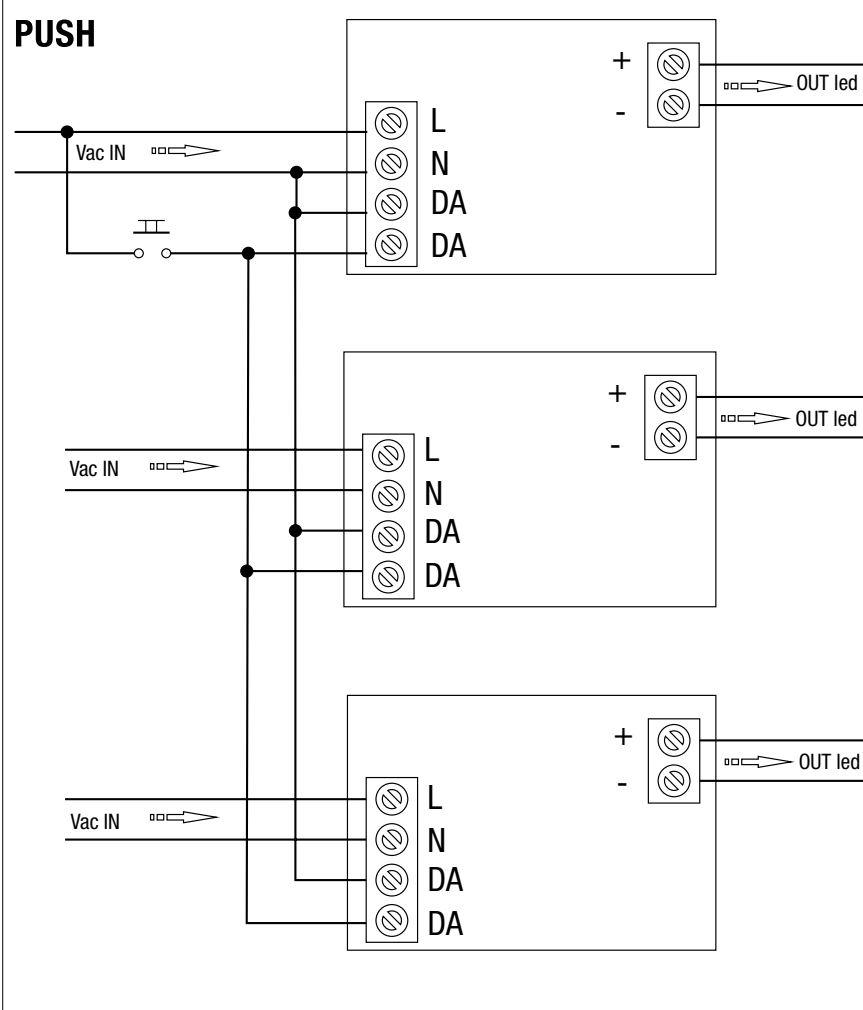 PUSH
+
OUT led
-
L
Vac IN
N
DA
DA
+
OUT led
-
L
Vac IN
N
DA
DA
+
OUT led
-
L
Vac IN
N
DA
DA